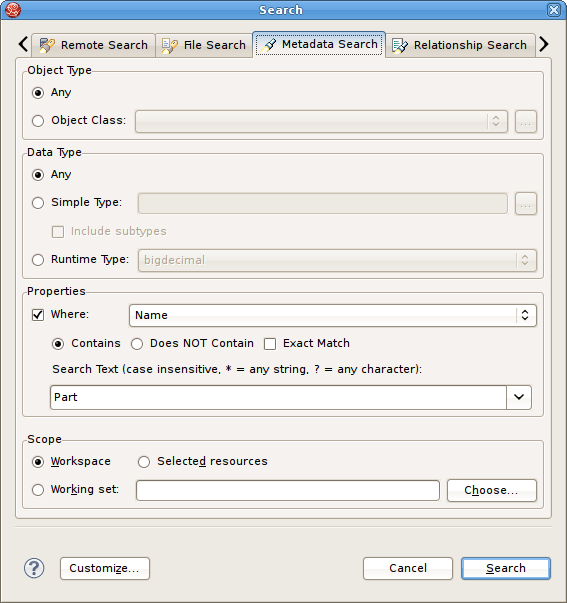 Search
Remote Search File Search Metadata Search Relationship Search
Object Type
Any
Object Class:
...
Data Type
Any
Simple Type:
...
Include subtypes
Runtime Type: bigdecimal
Properties
Where: Name
Contains Does NOT Contain Exact Match
Search Text (case insensitive, * = any string, ? = any character):
Part
Scope
Workspace Selected resources
Working set: Choose...
? Customize... Cancel Search